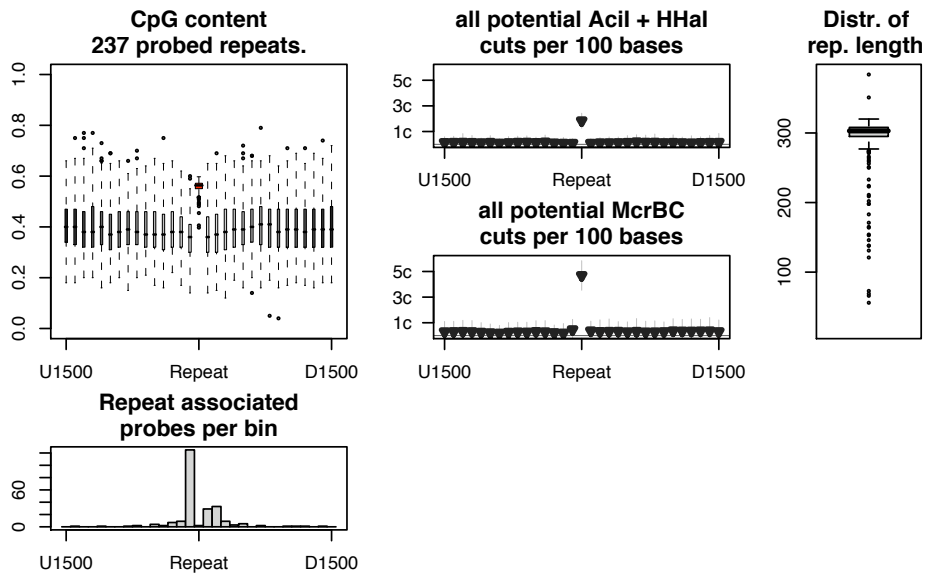 CpG content
237 probed repeats.
1.0
0.8
0.6
0.4
0.2
0.0
U1500 Repeat D1500
all potential AciI + HHaI
cuts per 100 bases
5c
3c
1c
U1500 Repeat D1500
all potential McrBC
cuts per 100 bases
5c
3c
1c
U1500 Repeat D1500
Distr. of
rep. length
300
200
100
Repeat associated
probes per bin
60
0
U1500 Repeat D1500